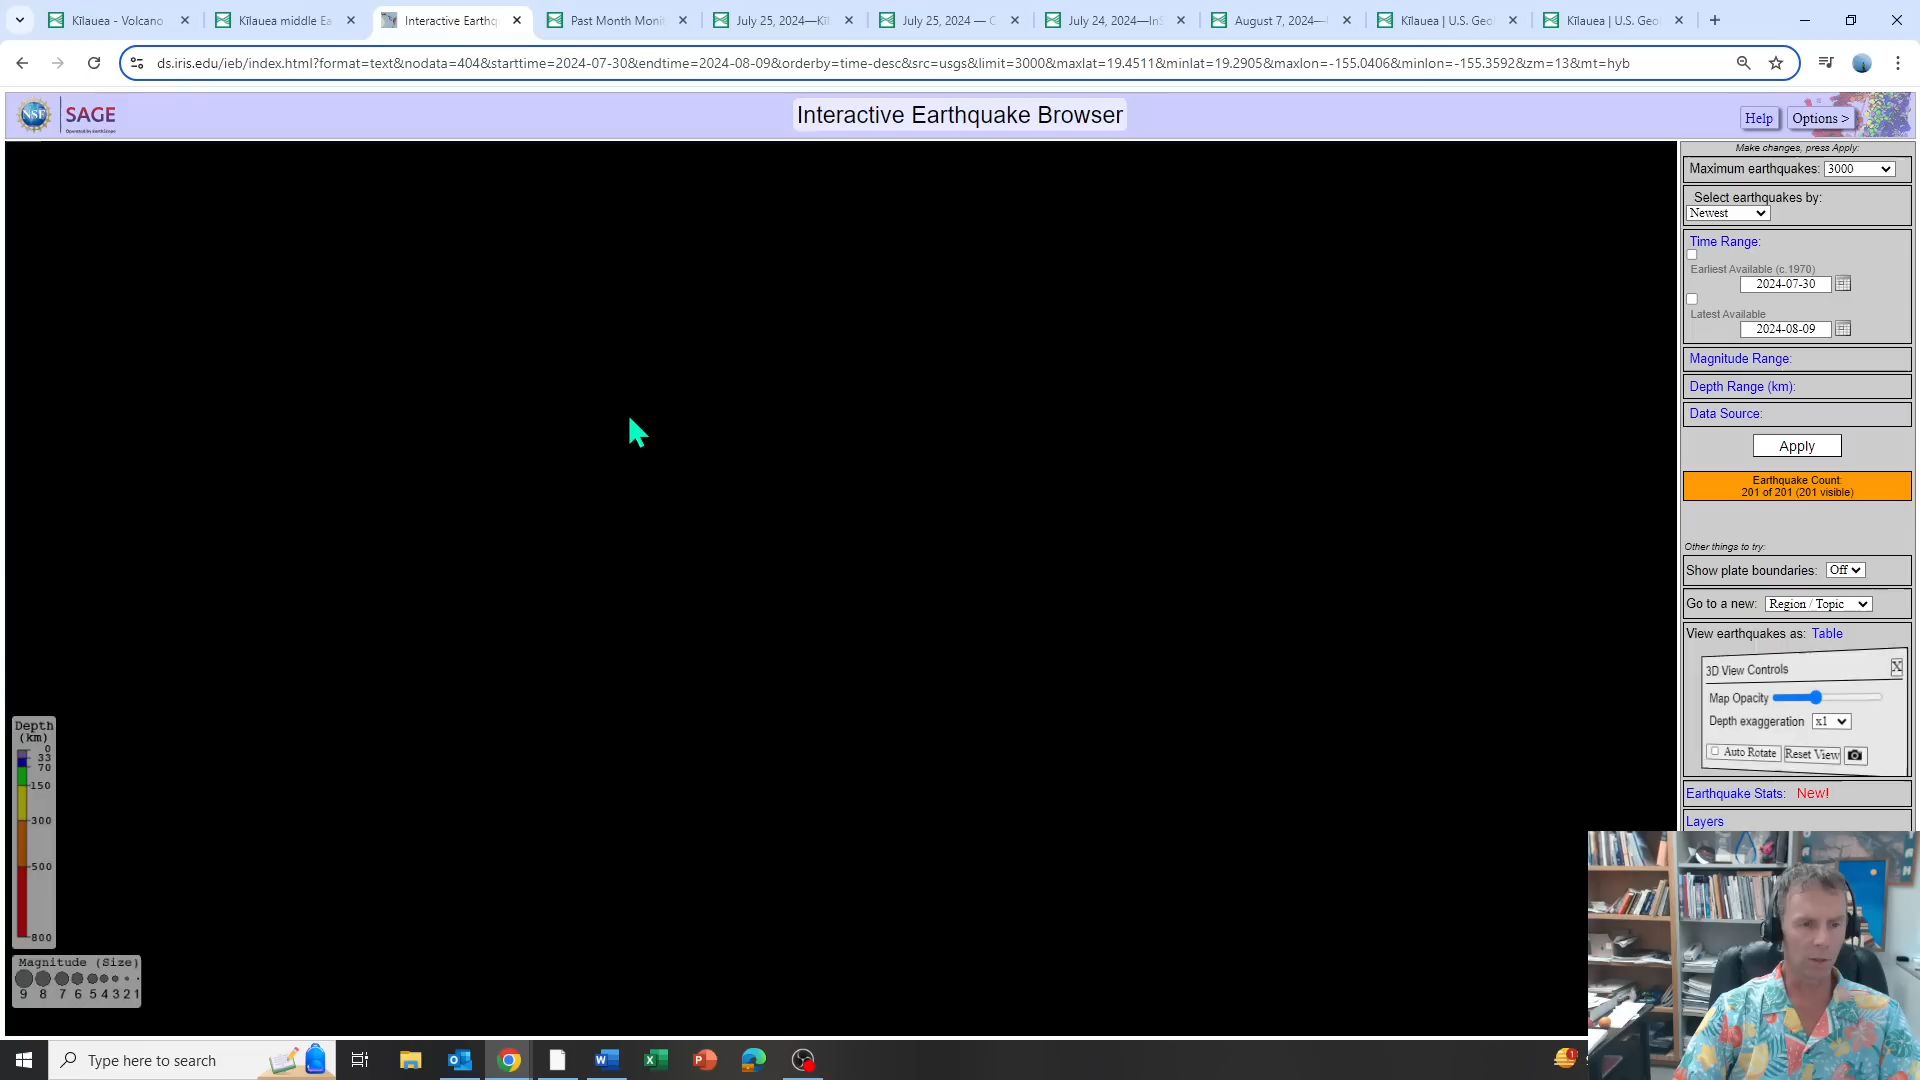 Kīlauea - Volcano
Kīlauea middle Ea
Interactive Earthq
Past Month Moni
July 25, 2024—Kīl
July 25, 2024 — C
July 24, 2024—InS
August 7, 2024—
Kīlauea | U.S. Geo
Kīlauea | U.S. Geo
ds.iris.edu/ieb/index.html?format=text&nodata=404&starttime=2024-07-30&endtime=2024-08-09&orderby=time-desc&src=usgs&limit=3000&maxlat=19.4511&minlat=19.2905&maxlon=-155.0406&minlon=-155.3592&zm=13&mt=hyb
NSF
SAGE
Interactive Earthquake Browser
Help
Options >
Make changes, press Apply:
Maximum earthquakes: 3000
Select earthquakes by:
Newest
Time Range:
Earliest Available (c.1970)
2024-07-30
Latest Available
2024-08-09
Magnitude Range:
Depth Range (km):
Data Source:
Apply
Earthquake Count:
201 of 201 (201 visible)
Other things to try:
Show plate boundaries: Off
Go to a new: Region / Topic
View earthquakes as: Table
3D View Controls X
Map Opacity
Depth exaggeration x1
Auto Rotate Reset View
Earthquake Stats: New!
Layers
Depth
(km)
0
33
70
150
300
500
800
Magnitude (Size)
9 8 7 6 5 4 3 2 1
Type here to search